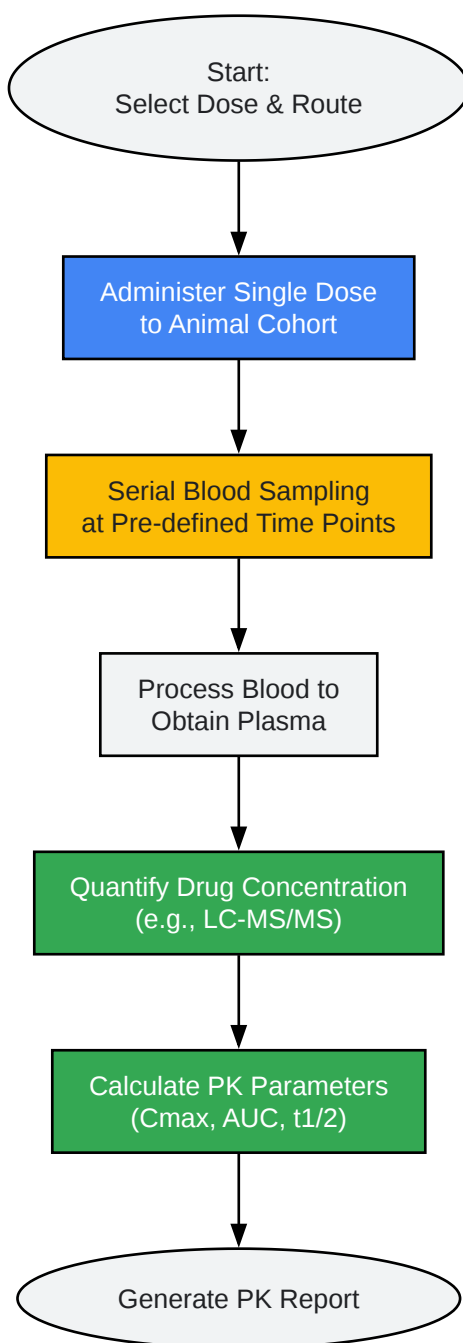 Start:
Select Dose & Route
Administer Single Dose
to Animal Cohort
Serial Blood Sampling
at Pre-defined Time Points
Process Blood to
Obtain Plasma
Quantify Drug Concentration
(e.g., LC-MS/MS)
Calculate PK Parameters
(Cmax, AUC, t1/2)
Generate PK Report